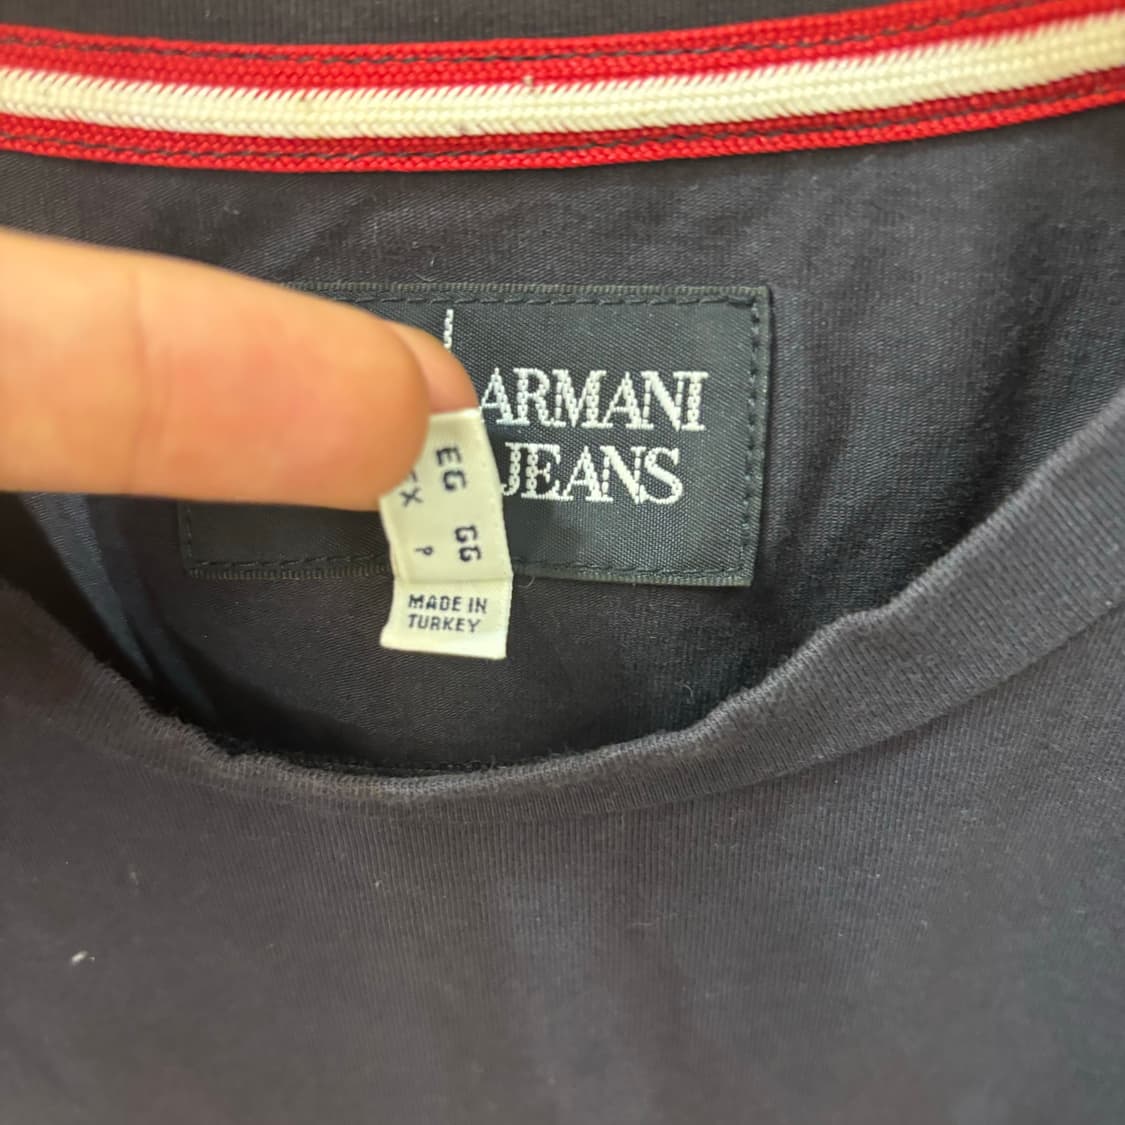 ARMANI
JEANS
EG GG
P
MADE IN
TURKEY